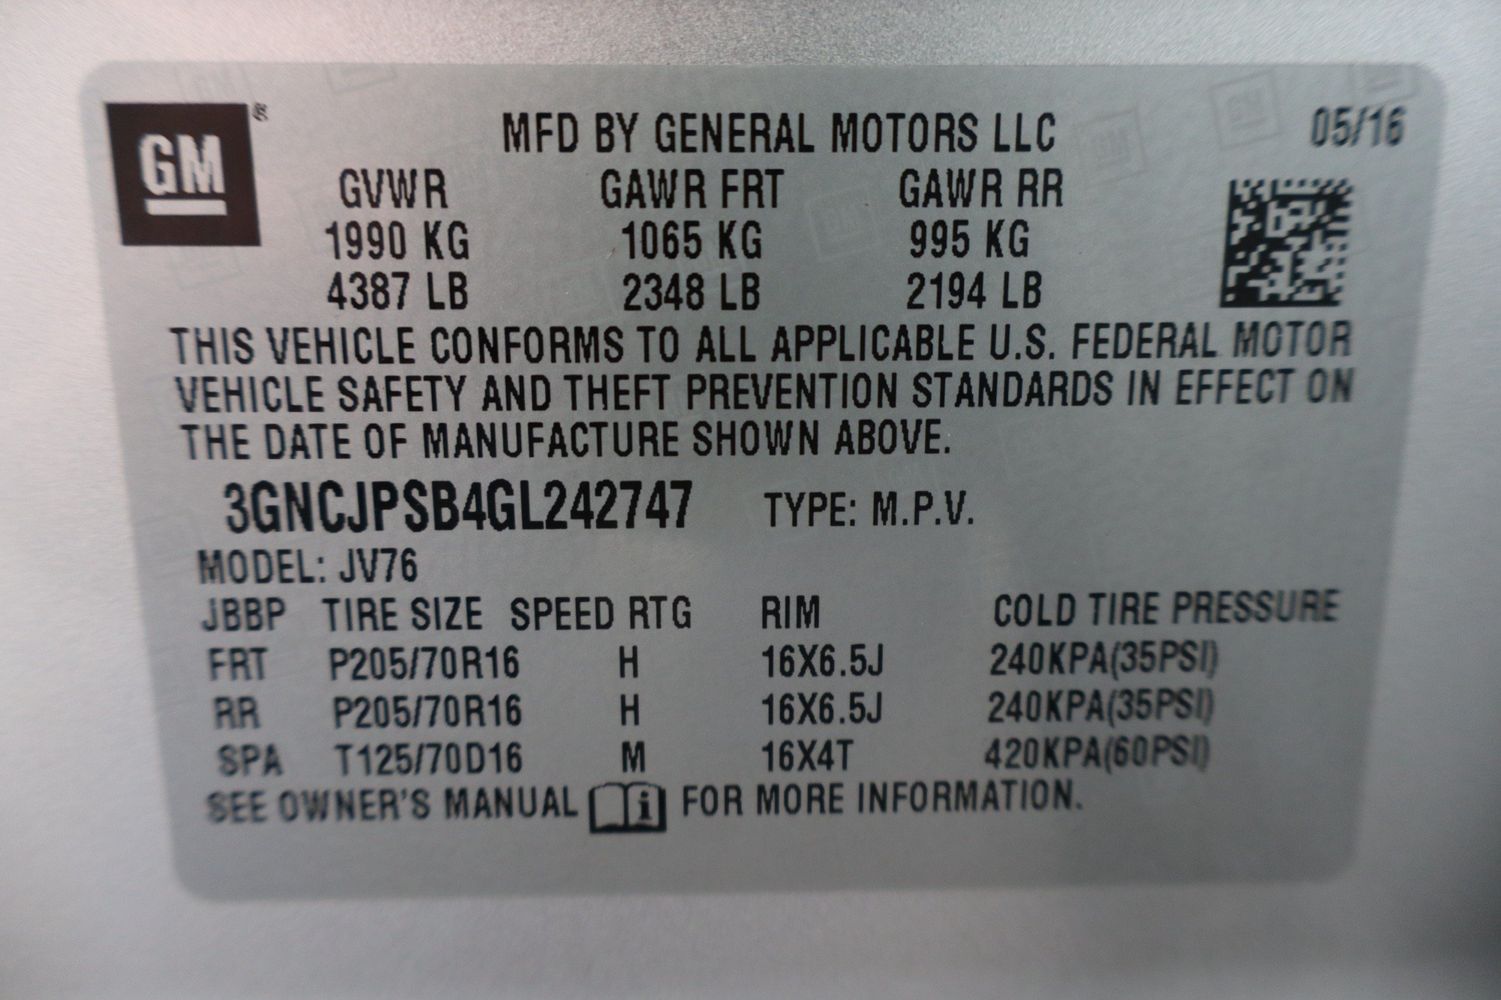 GM®
MFD BY GENERAL MOTORS LLC 05/16
GVWR GAWR FRT GAWR RR
1990 KG 1065 KG 995 KG
4387 LB 2348 LB 2194 LB
THIS VEHICLE CONFORMS TO ALL APPLICABLE U.S. FEDERAL MOTOR
VEHICLE SAFETY AND THEFT PREVENTION STANDARDS IN EFFECT ON
THE DATE OF MANUFACTURE SHOWN ABOVE.
3GNCJPSB4GL242747 TYPE: M.P.V.
MODEL: JV76
JBBP TIRE SIZE SPEED RTG RIM COLD TIRE PRESSURE
FRT P205/70R16 H 16X6.5J 240KPA(35PSI)
RR P205/70R16 H 16X6.5J 240KPA(35PSI)
SPA T125/70D16 M 16X4T 420KPA(60PSI)
SEE OWNER'S MANUAL i FOR MORE INFORMATION.